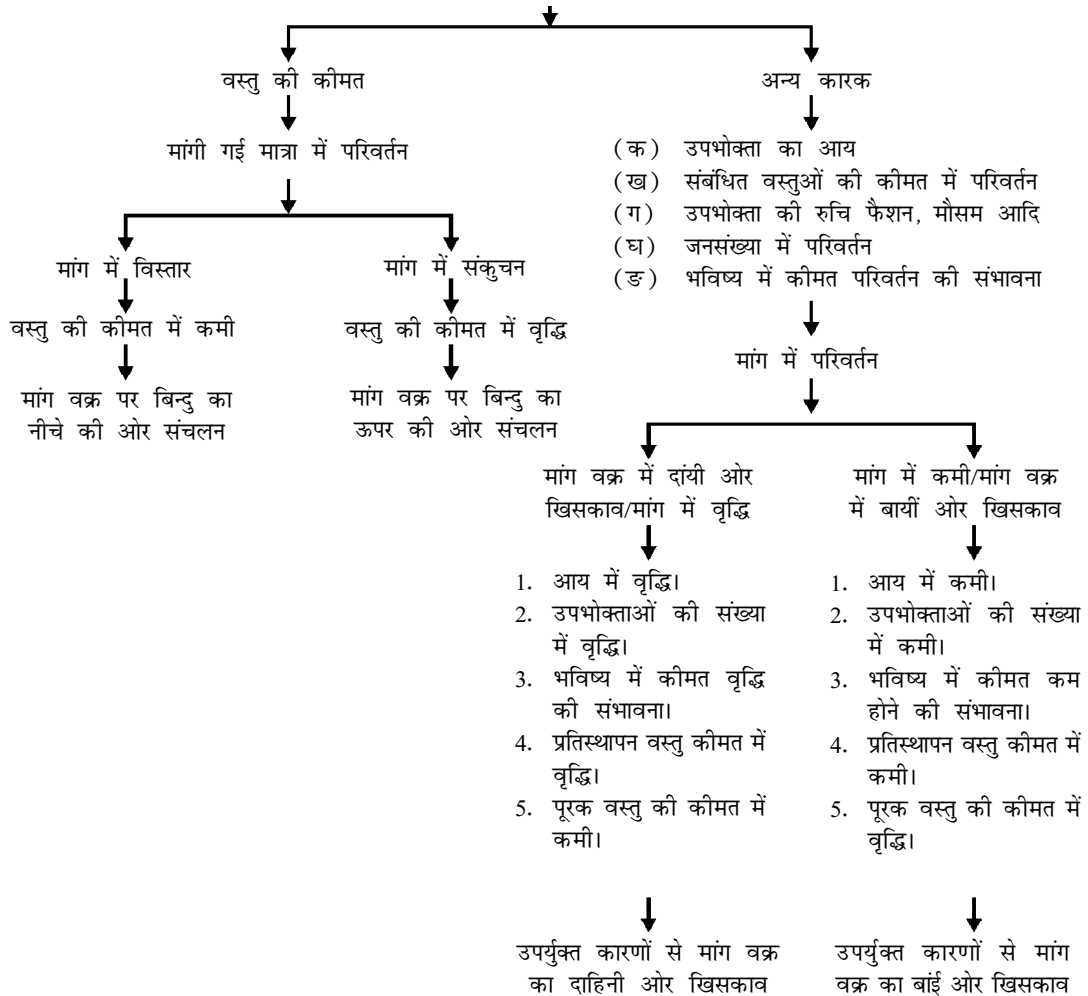 वस्तु की कीमत
मांगी गई मात्रा में परिवर्तन
मांग में विस्तार
वस्तु की कीमत में कमी
मांग वक्र पर बिन्दु का
नीचे की ओर संचलन
मांग में संकुचन
वस्तु की कीमत में वृद्धि
मांग वक्र पर बिन्दु का
ऊपर की ओर संचलन
अन्य कारक
(क) उपभोक्ता का आय
(ख) संबंधित वस्तुओं की कीमत में परिवर्तन
(ग) उपभोक्ता की रुचि फैशन, मौसम आदि
(घ) जनसंख्या में परिवर्तन
(ङ) भविष्य में कीमत परिवर्तन की संभावना
मांग में परिवर्तन
मांग वक्र में दांयी ओर
खिसकाव/मांग में वृद्धि
1. आय में वृद्धि।
2. उपभोक्ताओं की संख्या
में वृद्धि।
3. भविष्य में कीमत वृद्धि
की संभावना।
4. प्रतिस्थापन वस्तु कीमत में
वृद्धि।
5. पूरक वस्तु की कीमत में
कमी।
उपर्युक्त कारणों से मांग वक्र
का दाहिनी ओर खिसकाव
मांग में कमी/मांग वक्र
में बायीं ओर खिसकाव
1. आय में कमी।
2. उपभोक्ताओं की संख्या
में कमी।
3. भविष्य में कीमत कम
होने की संभावना।
4. प्रतिस्थापन वस्तु कीमत में
कमी।
5. पूरक वस्तु की कीमत में
वृद्धि।
उपर्युक्त कारणों से मांग
वक्र का बांई ओर खिसकाव